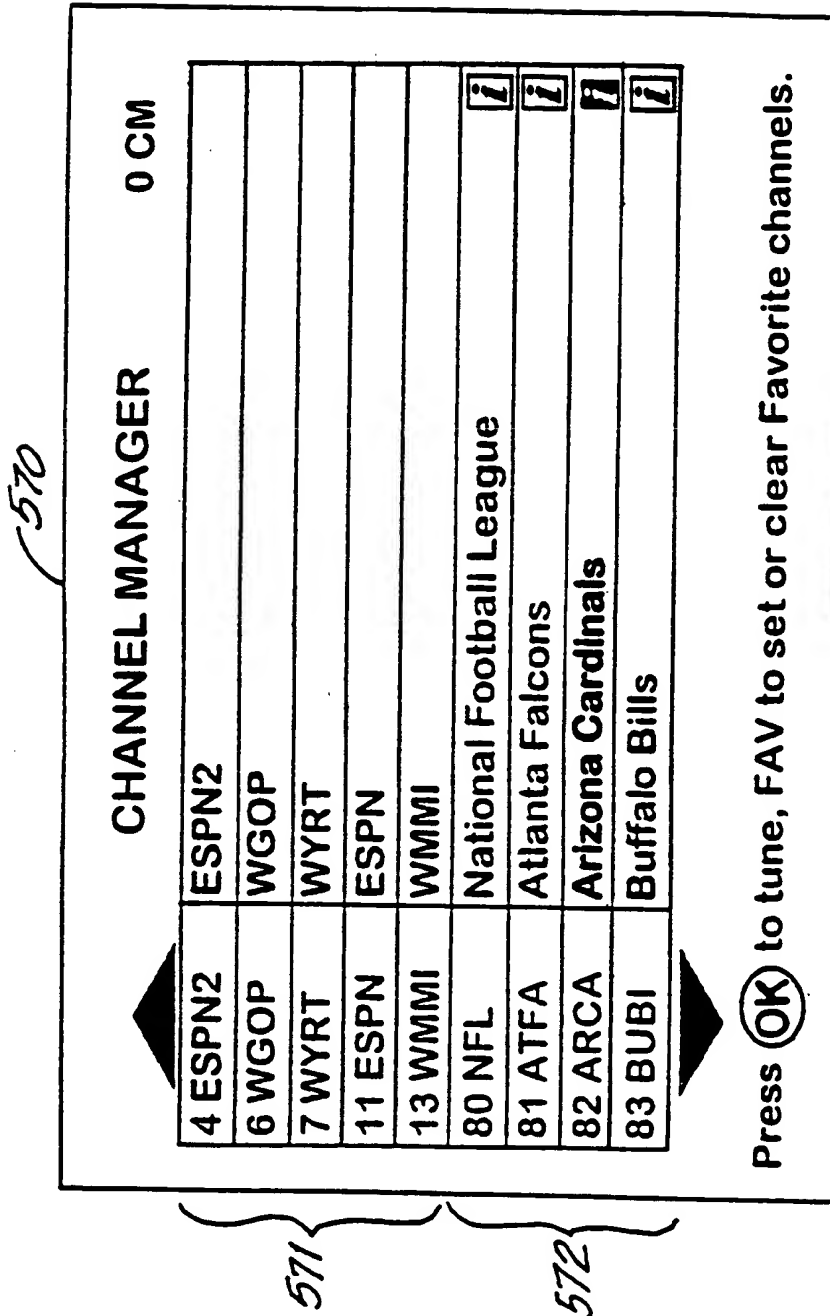 570
CHANNEL MANAGER 0 CM
4 ESPN2 ESPN2
6 WGOP WGOP
7 WYRT WYRT
11 ESPN ESPN
13 WMMI WMMI
80 NFL National Football League i
81 ATFA Atlanta Falcons i
82 ARCA Arizona Cardinals i
83 BUBI Buffalo Bills i
571
572
Press OK to tune, FAV to set or clear Favorite channels.